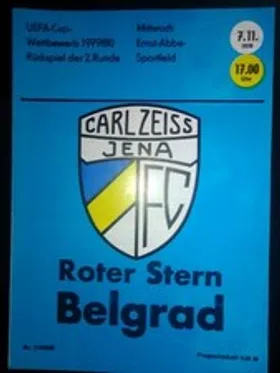 UEFA-Cup-
Wettbewerb 1979/80
Rückspiel der 2. Runde
Mittwoch
Ernst-Abbe-
Sportfeld
7.11.
17.00
Uhr
CARL ZEISS
JENA
FC
Roter Stern
Belgrad